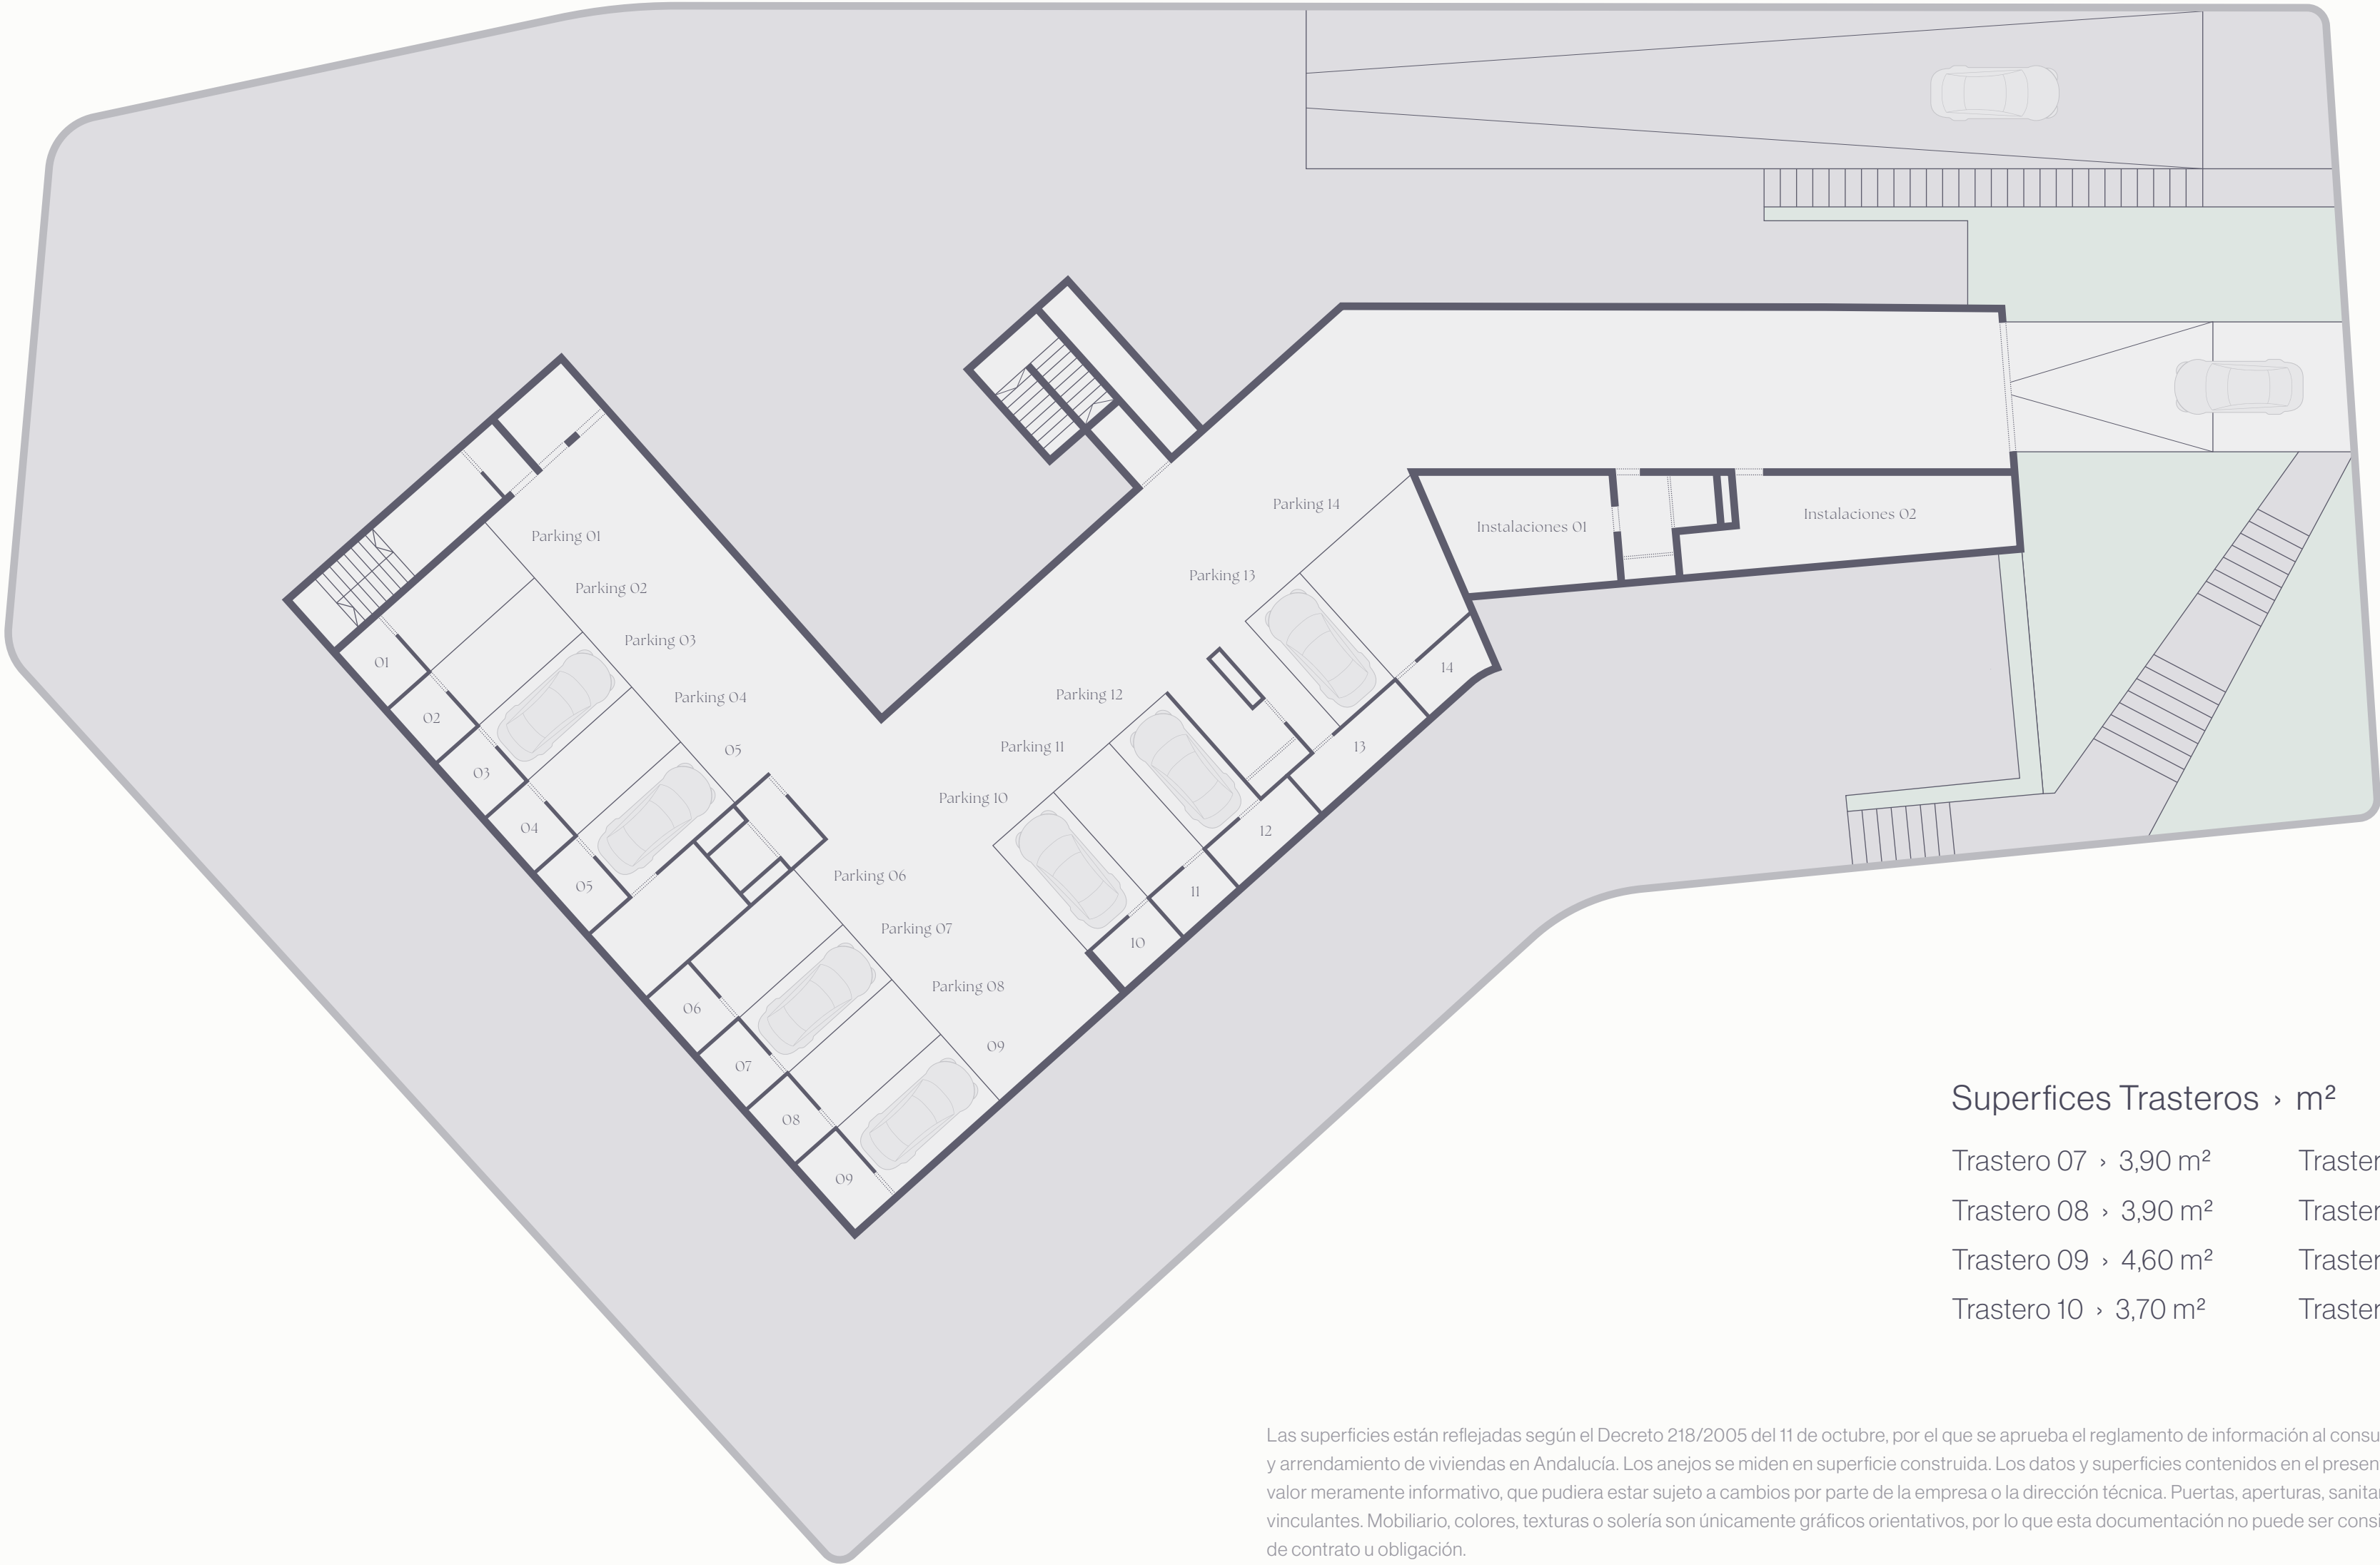 Parking 14
Instalaciones 02
Instalaciones 01
Parking 01
Parking 13
Parking 02
Parking 03
01
14
Parking 12
Parking 04
02
Parking 11
13
05
03
Parking 10
04
12
Parking 06
05
11
Parking 07
10
Parking 08
06
09
07
08
09
Superfices Trasteros › m²
Trastero 07 › 3,90 m²
Trastero 08 › 3,90 m²
Trastero 09 › 4,60 m²
Trastero 10 › 3,70 m²
Las superficies están reflejadas según el Decreto 218/2005 del 11 de octubre, por el que se aprueba el reglamento de información al
y arrendamiento de viviendas en Andalucía. Los anejos se miden en superficie construida. Los datos y superficies contenidos en el
valor meramente informativo, que pudiera estar sujeto a cambios por parte de la empresa o la dirección técnica. Puertas, aperturas,
vinculantes. Mobiliario, colores, texturas o solería son únicamente gráficos orientativos, por lo que esta documentación no puede ser
de contrato u obligación.